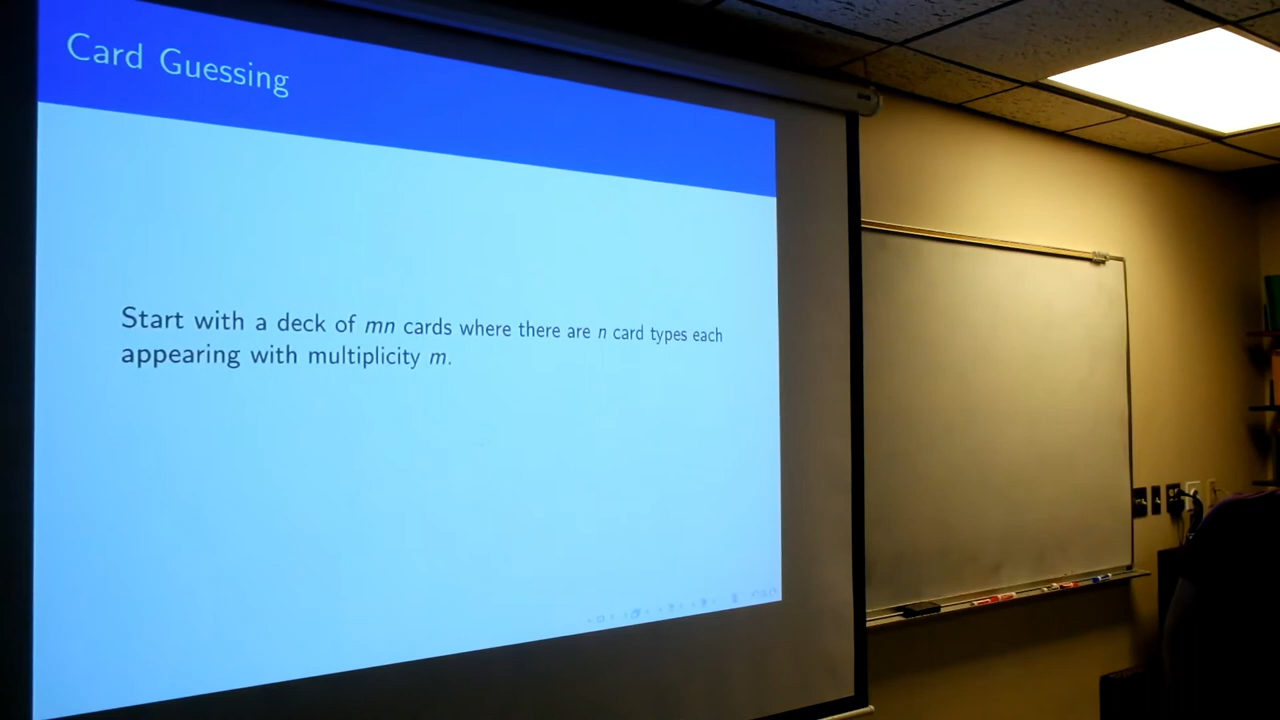 Card Guessing
Start with a deck of mn cards where there are n card types each
appearing with multiplicity m.